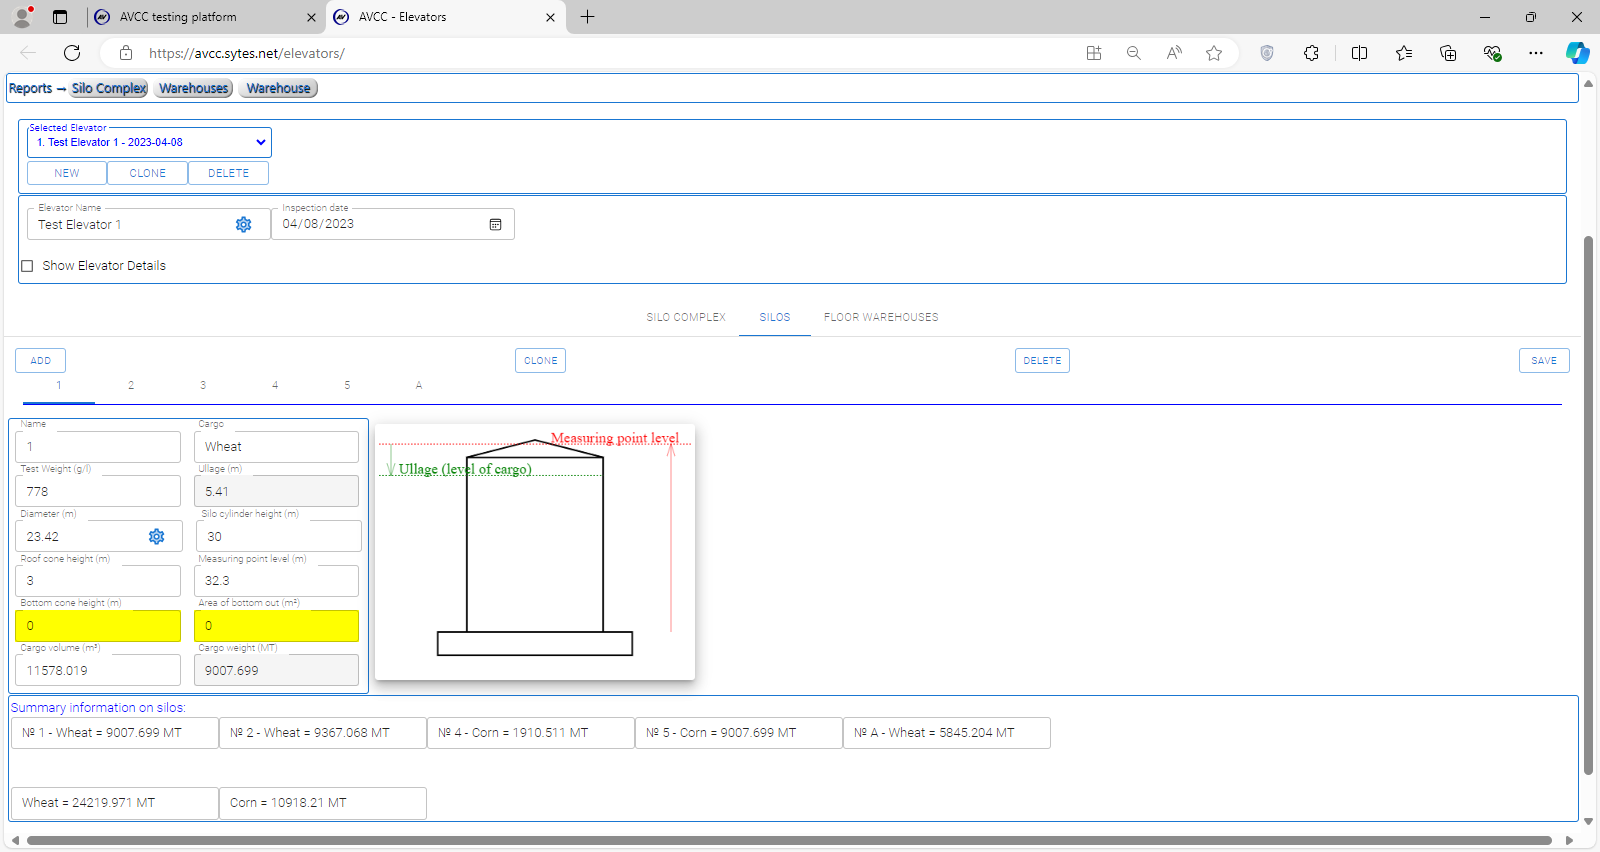 AVCC testing platform
AVCC - Elevators
https://avcc.sytes.net/elevators/
Reports → Silo Complex Warehouses Warehouse
Selected Elevator
1. Test Elevator 1 - 2023-04-08
NEW CLONE DELETE
Elevator Name Inspection date
Test Elevator 1 04/08/2023
Show Elevator Details
SILO COMPLEX SILOS FLOOR WAREHOUSES
ADD CLONE DELETE SAVE
1 2 3 4 5 A
Name Cargo
1 Wheat
Test Weight (g/l) Ullage (m)
778 5.41
Diameter (m) Silo cylinder height (m)
23.42 30
Roof cone height (m) Measuring point level (m)
3 32.3
Bottom cone height (m) Area of bottom out (m²)
0 0
Cargo volume (m³) Cargo weight (MT)
11578.019 9007.699
Measuring point level
Ullage (level of cargo)
Summary information on silos:
№ 1 - Wheat = 9007.699 MT № 2 - Wheat = 9367.068 MT № 4 - Corn = 1910.511 MT № 5 - Corn = 9007.699 MT № A - Wheat = 5845.204 MT
Wheat = 24219.971 MT Corn = 10918.21 MT